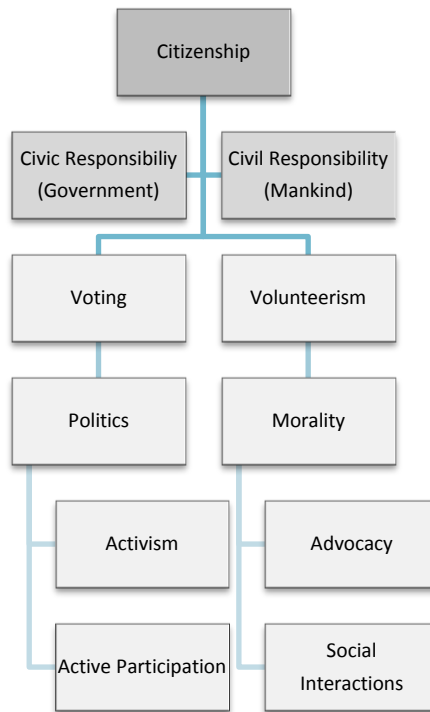 Citizenship
Civic Responsibiliy
(Government)
Civil Responsibility
(Mankind)
Voting
Volunteerism
Politics
Morality
Activism
Advocacy
Active Participation
Social
Interactions